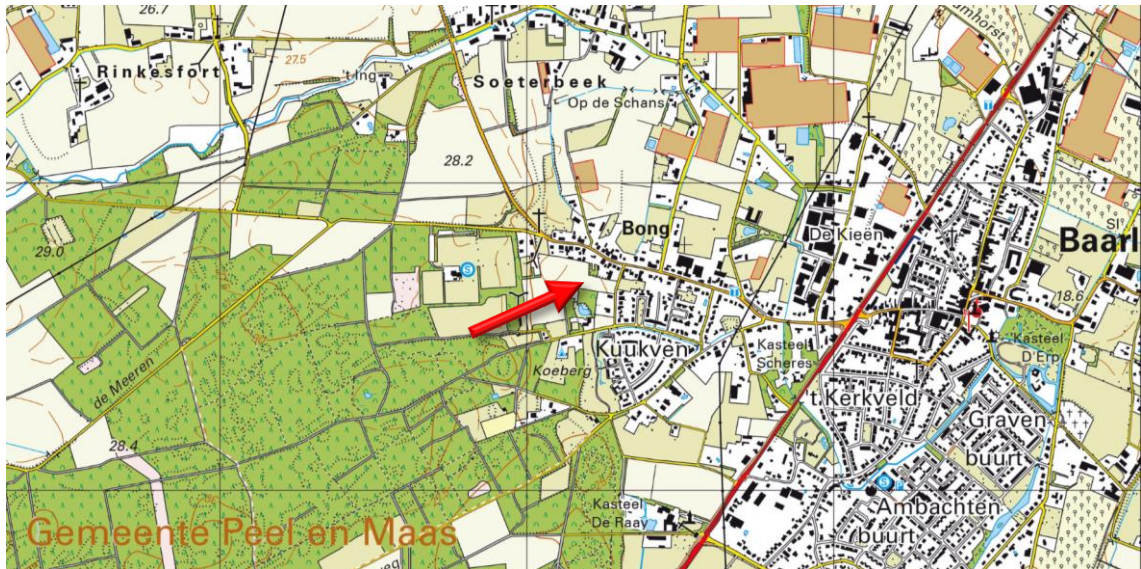 26.7
Rinkesfort
27.5
't Ing
Soeterbeek
Op de Schans
28.2
T
29.0
Bong
De Kieën
Baarl
S
T
18.6
Kuukven
Koeberg
Kasteel
Scheres
Kasteel
D'Erp
de Meeren
't Kerkveld
Graven
buurt
28.4
S
P
Kasteel
De Raay
Ambachten
buurt
Gemeente Peel en Maas
weg